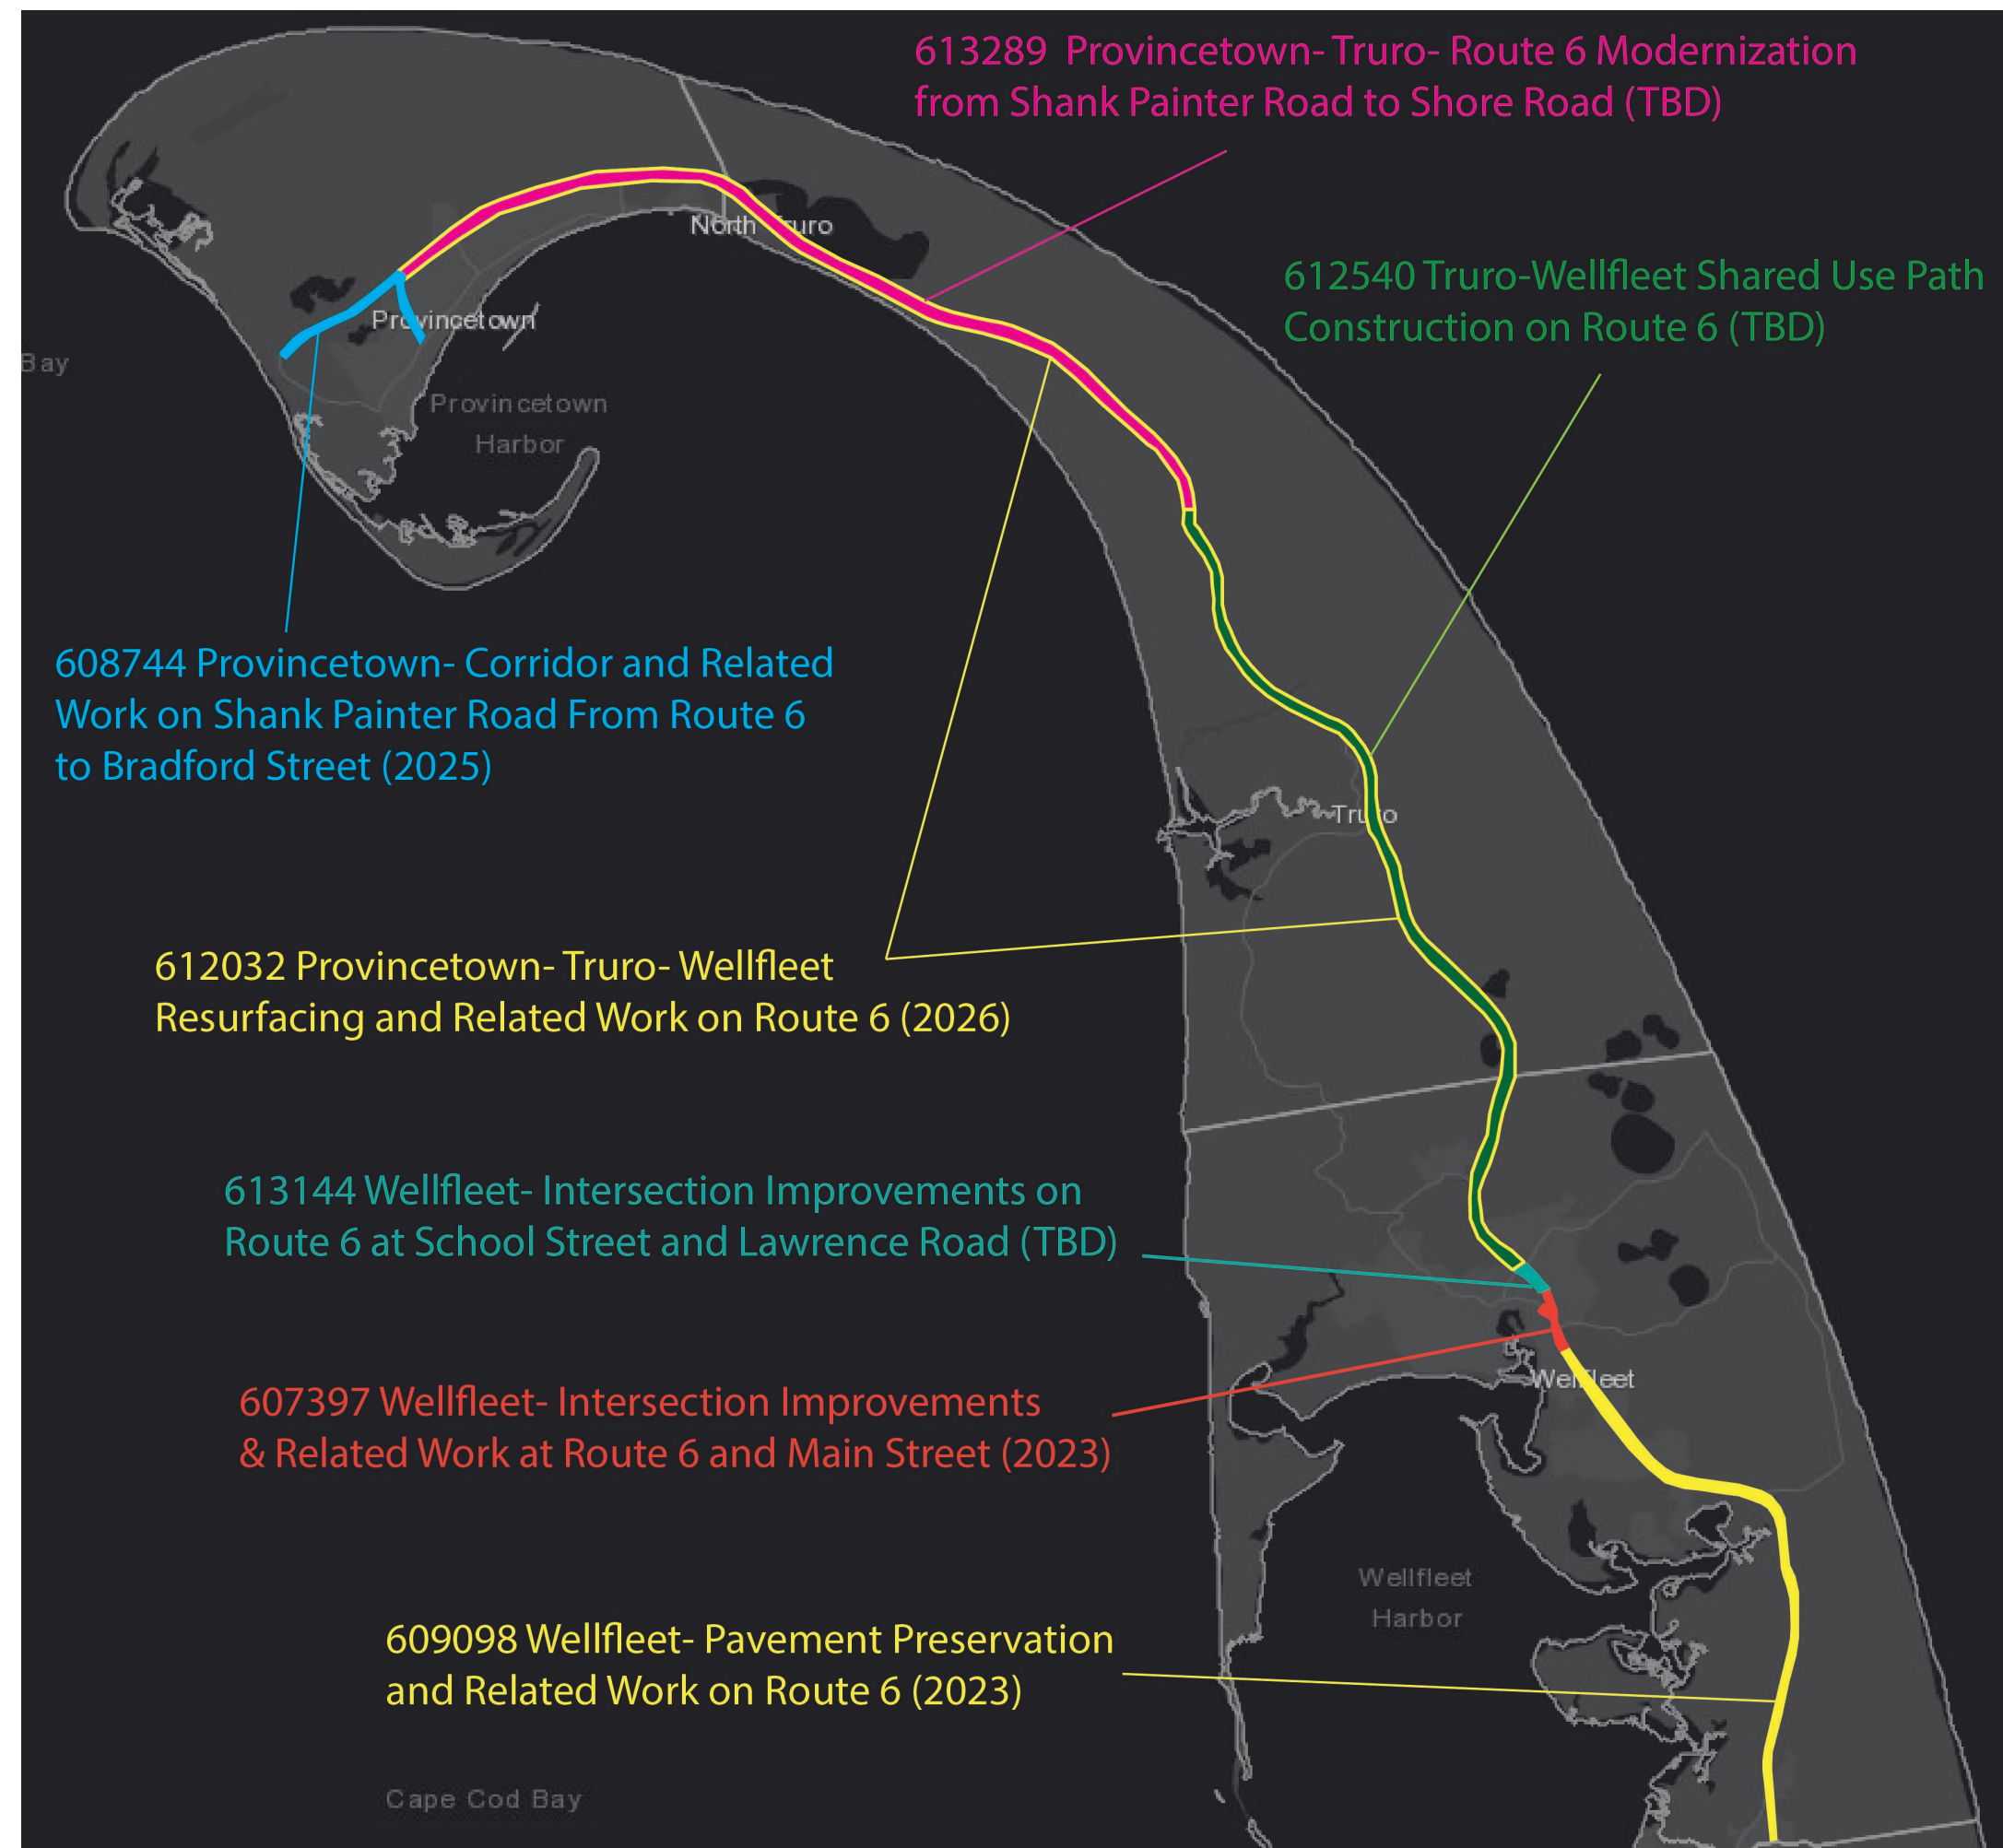 613289 Provincetown- Truro- Route 6 Modernization
from Shank Painter Road to Shore Road (TBD)
North Truro
612540 Truro-Wellfleet Shared Use Path
Construction on Route 6 (TBD)
Provincetown
Bay
Provincetown
Harbor
608744 Provincetown- Corridor and Related
Work on Shank Painter Road From Route 6
to Bradford Street (2025)
Truro
612032 Provincetown- Truro- Wellfleet
Resurfacing and Related Work on Route 6 (2026)
613144 Wellfleet- Intersection Improvements on
Route 6 at School Street and Lawrence Road (TBD)
Wellfleet
607397 Wellfleet- Intersection Improvements
& Related Work at Route 6 and Main Street (2023)
Wellfleet
Harbor
609098 Wellfleet- Pavement Preservation
and Related Work on Route 6 (2023)
Cape Cod Bay